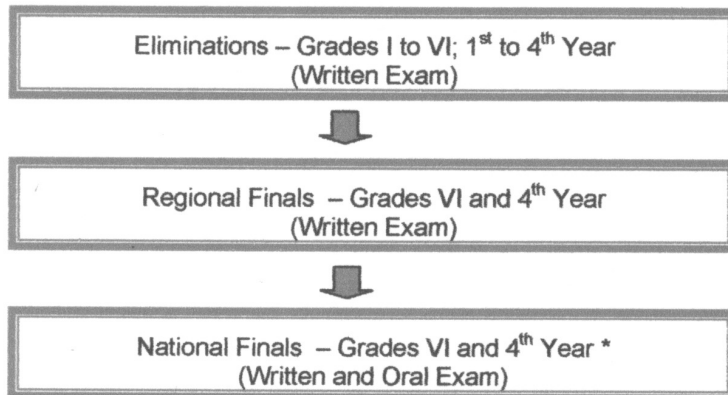 Eliminations – Grades I to VI; 1st to 4th Year
(Written Exam)
Regional Finals – Grades VI and 4th Year
(Written Exam)
National Finals – Grades VI and 4th Year *
(Written and Oral Exam)